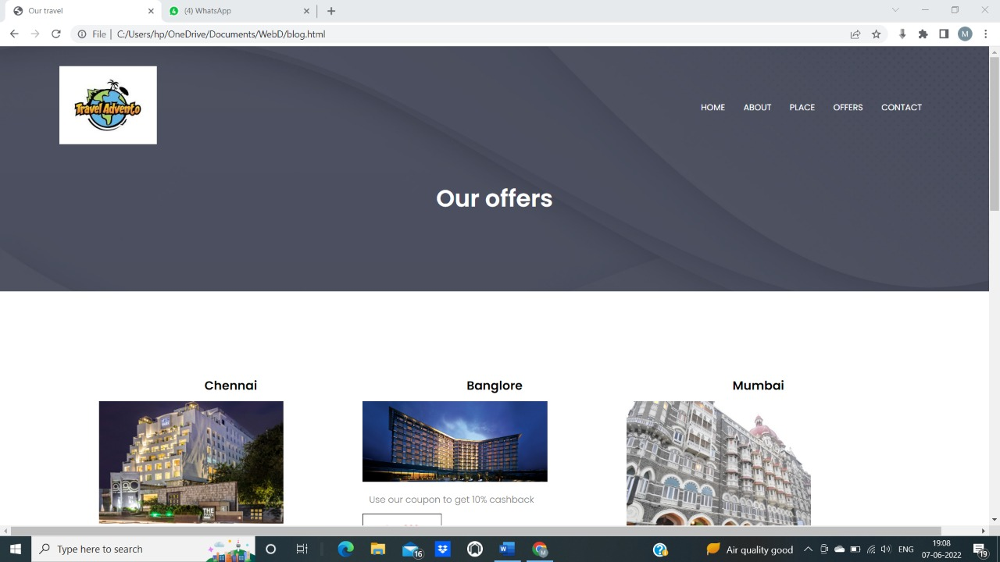 Our travel
4
(4) WhatsApp
File | C:/Users/hp/OneDrive/Documents/WebD/blog.html
M
Travel Advento
HOME ABOUT PLACE OFFERS CONTACT
Our offers
Chennai
Banglore
Mumbai
THE
Use our coupon to get 10% cashback
Type here to search
16
W
M
Air quality good
ENG
19:08
07-06-2022
19